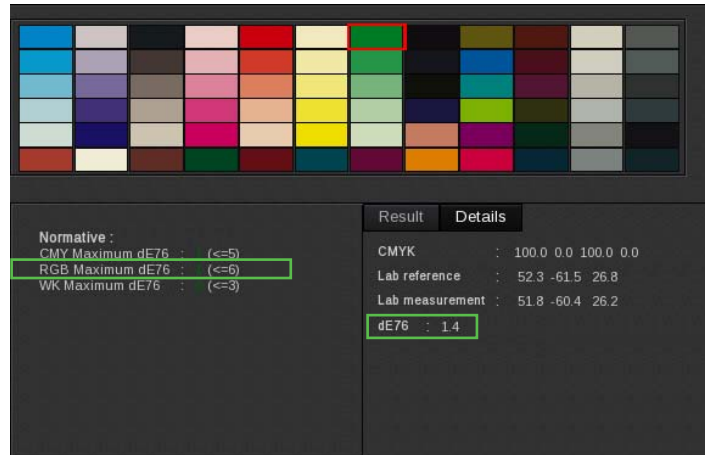 Normative :
CMY Maximum dE76 : (<=5)
RGB Maximum dE76 : (<=6)
WK Maximum dE76 : (<=3)
Result Details
CMYK : 100.0 0.0 100.0 0.0
Lab reference : 52.3 -61.5 26.8
Lab measurement : 51.8 -60.4 26.2
dE76 : 1.4